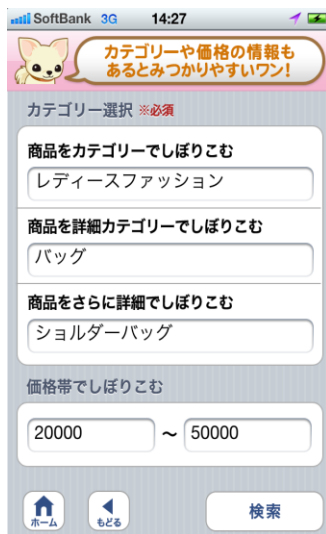 SoftBank 3G 14:27
カテゴリーや価格の情報も
あるとみつかりやすいワン！
カテゴリー選択 ※必須
商品をカテゴリーでしぼりこむ
レディースファッション
商品を詳細カテゴリーでしぼりこむ
バッグ
商品をさらに詳細でしぼりこむ
ショルダーバッグ
価格帯でしぼりこむ
20000 ～ 50000
ホーム もどる 検索